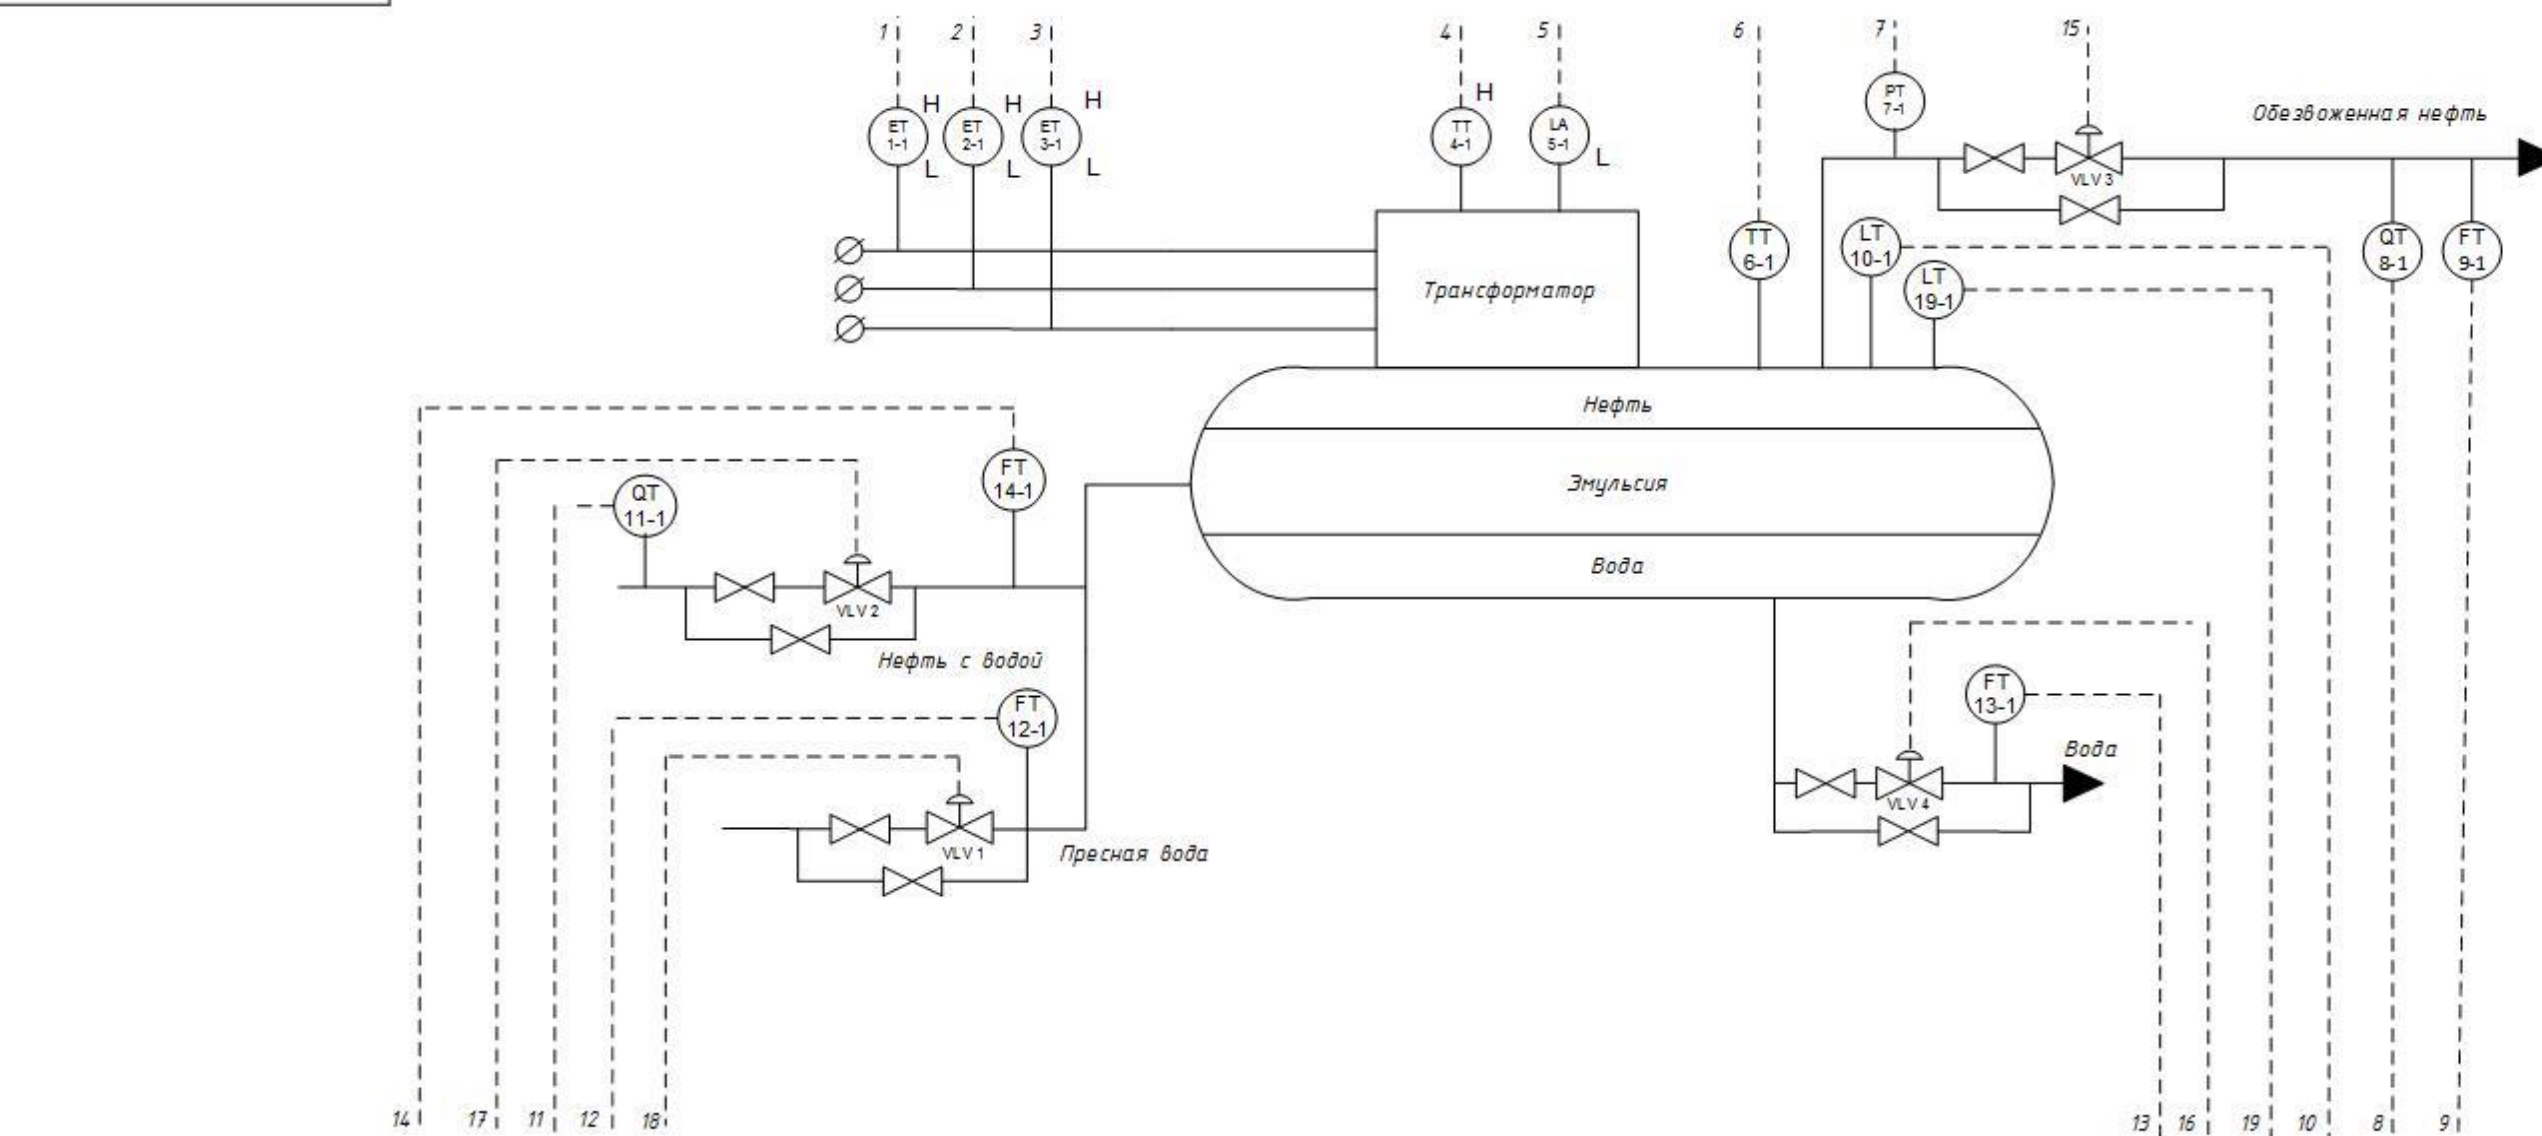 1
2
3
4
5
6
7
15
ET
1-1
H
L
ET
2-1
H
L
ET
3-1
H
L
TT
4-1
H
LA
5-1
L
PT
7-1
VLV 3
Обезвоженная нефть
Трансформатор
TT
6-1
LT
10-1
LT
19-1
QT
8-1
FT
9-1
Нефть
Эмульсия
Вода
FT
14-1
QT
11-1
VLV 2
Нефть с водой
FT
12-1
VLV 1
Пресная вода
FT
13-1
VLV 4
Вода
14
17
11
12
18
13
16
19
10
8
9